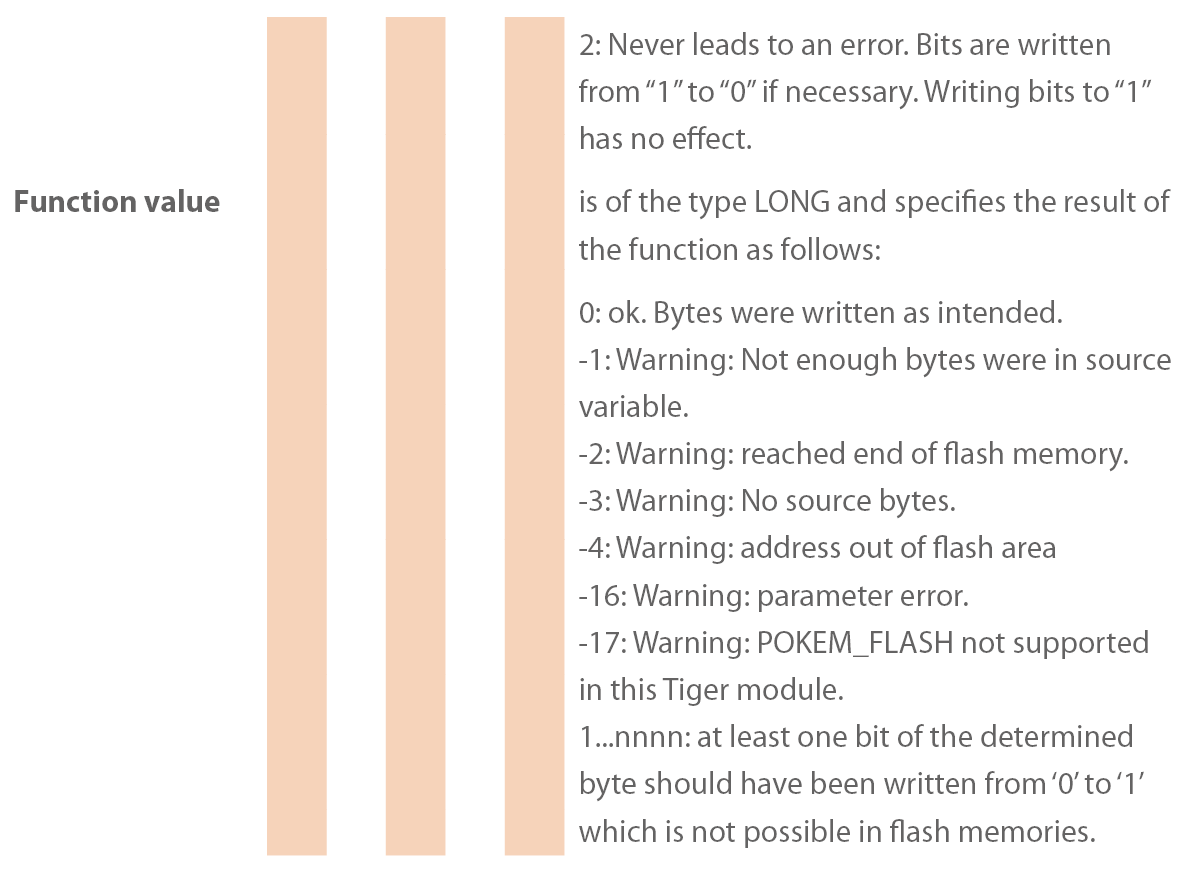 2: Never leads to an error. Bits are written
from “1” to “0” if necessary. Writing bits to “1”
has no effect.
Function value
is of the type LONG and specifies the result of
the function as follows:
0: ok. Bytes were written as intended.
-1: Warning: Not enough bytes were in source
variable.
-2: Warning: reached end of flash memory.
-3: Warning: No source bytes.
-4: Warning: address out of flash area
-16: Warning: parameter error.
-17: Warning: POKEM_FLASH not supported
in this Tiger module.
1...nnnn: at least one bit of the determined
byte should have been written from ‘0’ to ‘1’
which is not possible in flash memories.